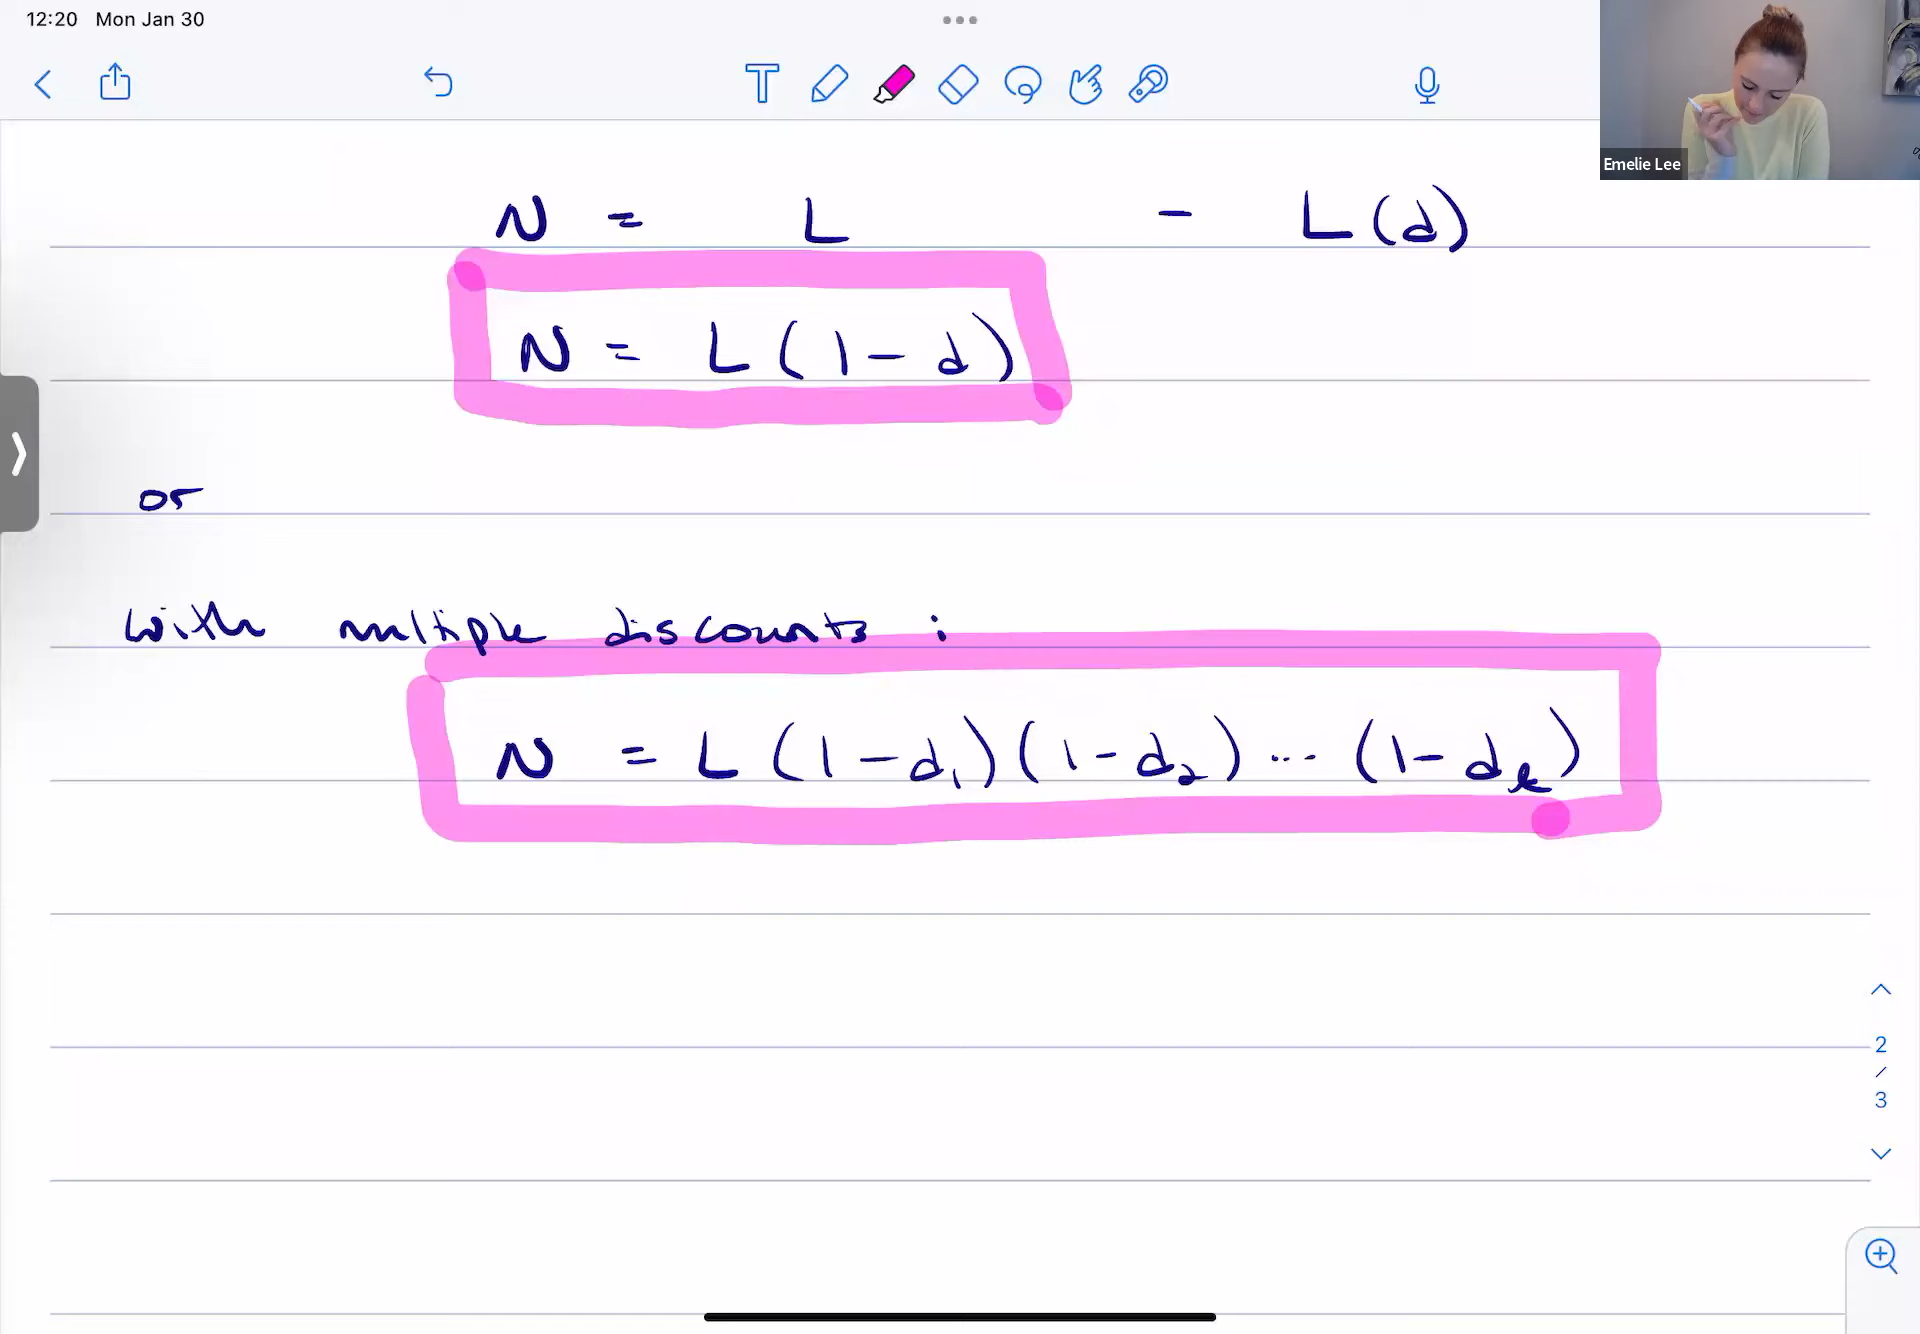 12:20 Mon Jan 30
Emelie Lee
N = L - L(d)
N = L(1-d)
or
with multiple discounts :
N = L(1-d₁)(1-d₂)...(1-dₖ)
2
/
3